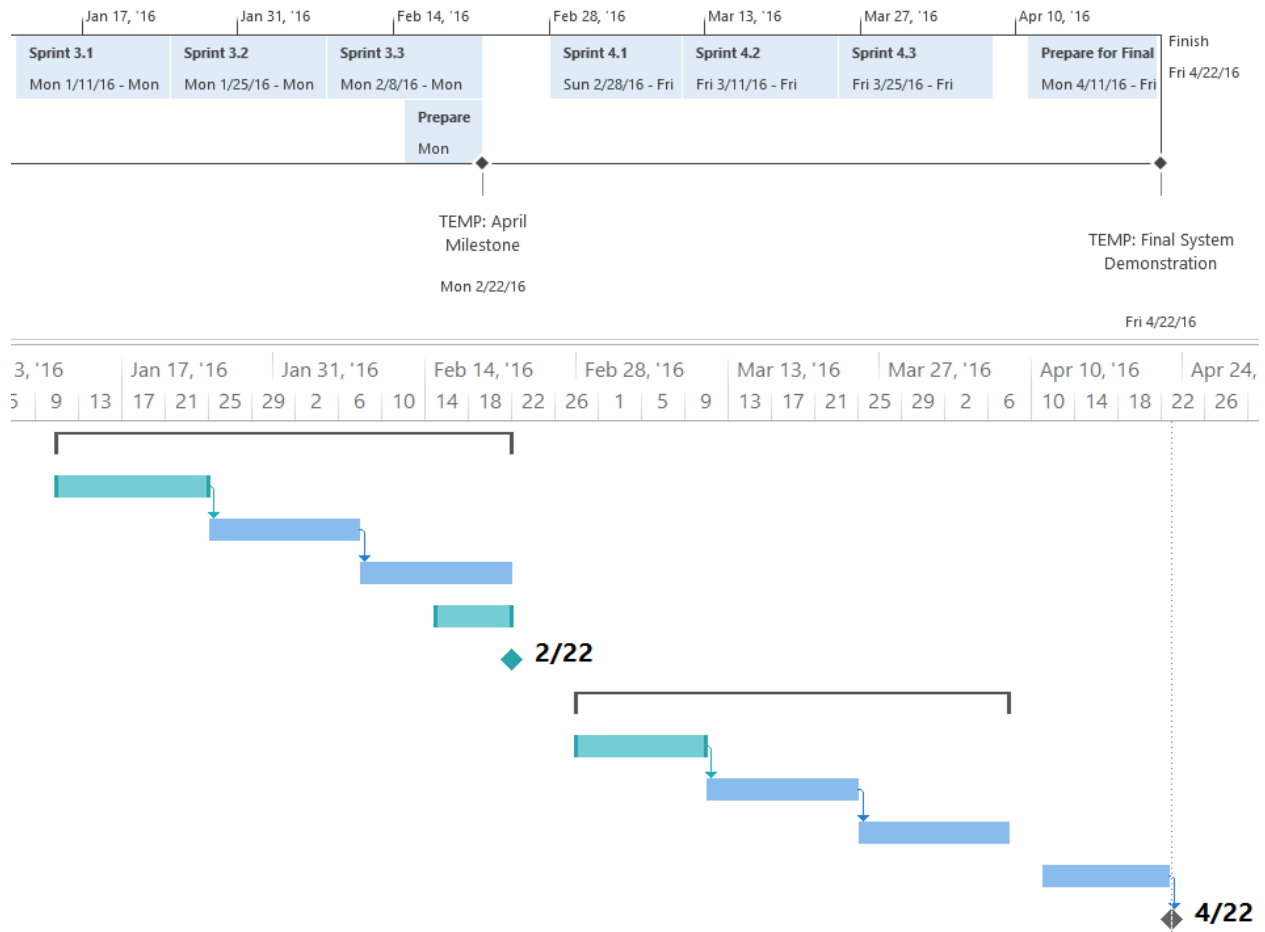 Jan 17, '16 Jan 31, '16 Feb 14, '16 Feb 28, '16 Mar 13, '16 Mar 27, '16 Apr 10, '16
Sprint 3.1 Sprint 3.2 Sprint 3.3 Sprint 4.1 Sprint 4.2 Sprint 4.3 Prepare for Final Finish
Mon 1/11/16 - Mon Mon 1/25/16 - Mon Mon 2/8/16 - Mon Sun 2/28/16 - Fri Fri 3/11/16 - Fri Fri 3/25/16 - Fri Mon 4/11/16 - Fri Fri 4/22/16
Prepare
Mon
TEMP: April
Milestone
Mon 2/22/16
TEMP: Final System
Demonstration
Fri 4/22/16
3, '16 Jan 17, '16 Jan 31, '16 Feb 14, '16 Feb 28, '16 Mar 13, '16 Mar 27, '16 Apr 10, '16 Apr 24,
5 9 13 17 21 25 29 2 6 10 14 18 22 26 1 5 9 13 17 21 25 29 2 6 10 14 18 22 26
2/22
4/22